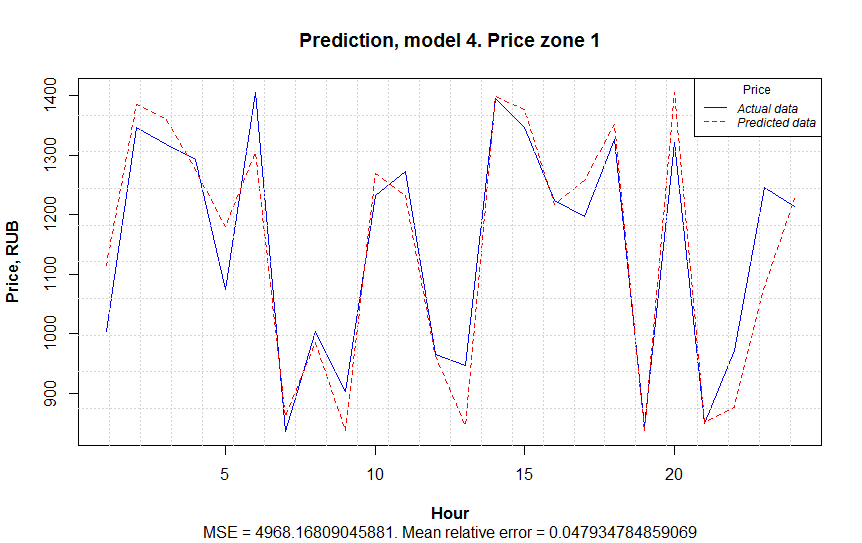 Prediction, model 4. Price zone 1
Price
Actual data
Predicted data
Price, RUB
1400
1300
1200
1100
1000
900
5
10
15
20
Hour
MSE = 4968.16809045881. Mean relative error = 0.047934784859069